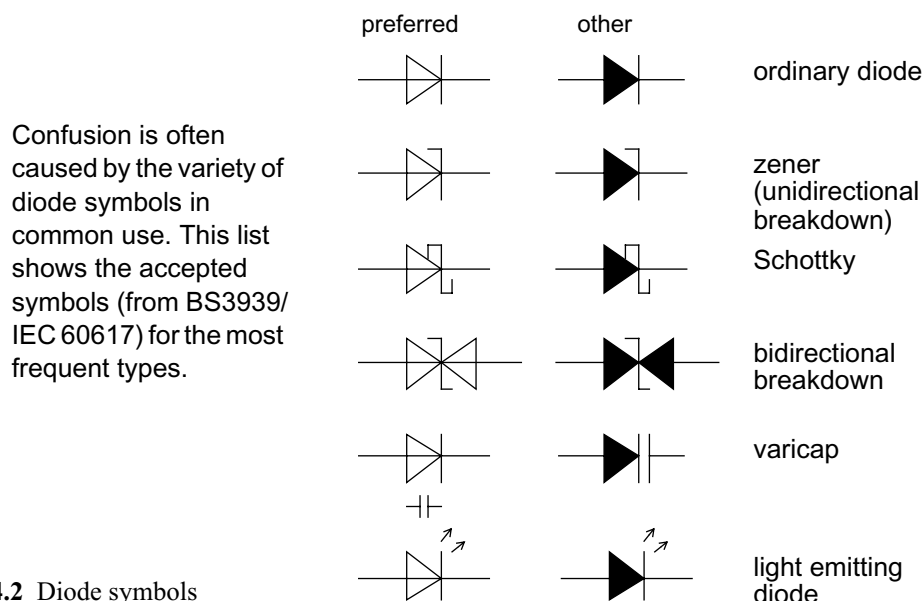 preferred other
ordinary diode
Confusion is often
caused by the variety of
diode symbols in
common use. This list
shows the accepted
symbols (from BS3939/
IEC 60617) for the most
frequent types.
zener
(unidirectional
breakdown)
Schottky
bidirectional
breakdown
varicap
light emitting
diode
4.2 Diode symbols